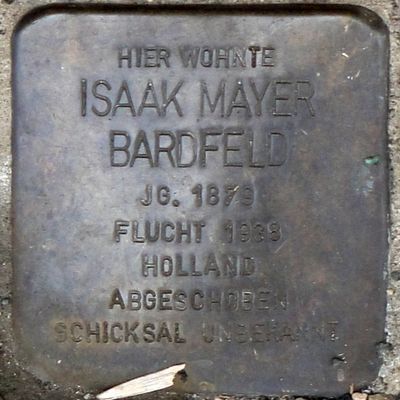 HIER WOHNTE
ISAAK MAYER
BARDFELD
JG. 1879
FLUCHT 1938
HOLLAND
ABGESCHOBEN
SCHICKSAL UNBEKANNT